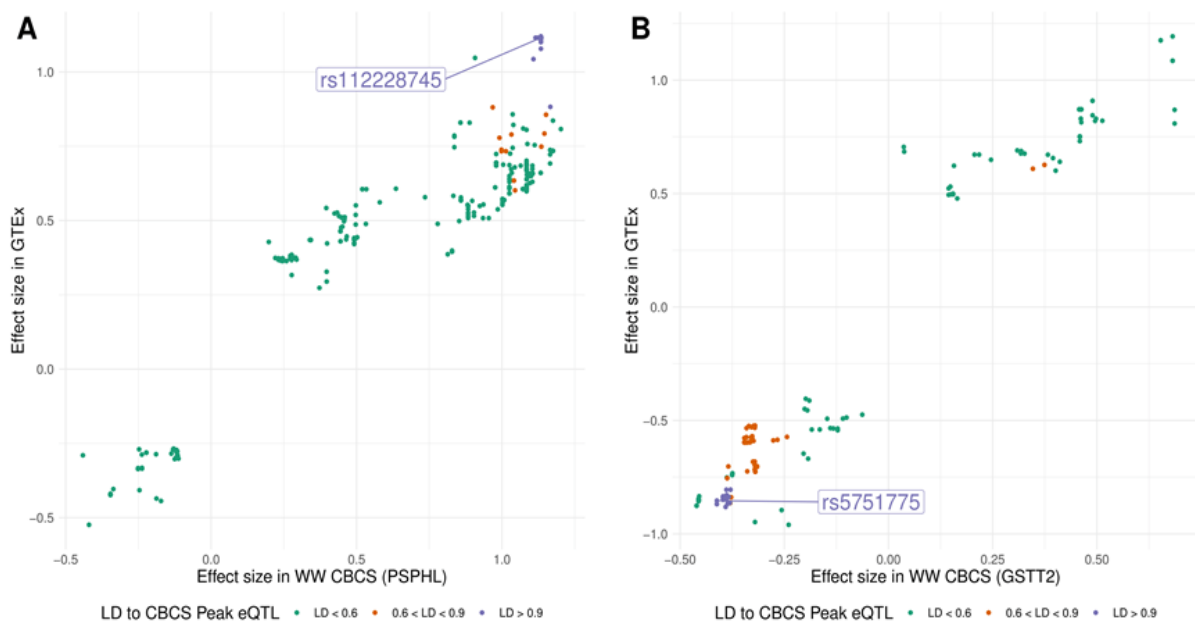 A
1.0
0.5
0.0
−0.5
Effect size in GTEx
rs112228745
−0.5
0.0
0.5
1.0
Effect size in WW CBCS (PSPHL)
LD to CBCS Peak eQTL
LD < 0.6
0.6 < LD < 0.9
LD > 0.9
B
1.0
0.5
0.0
−0.5
−1.0
Effect size in GTEx
rs5751775
−0.50
−0.25
0.00
0.25
0.50
Effect size in WW CBCS (GSTT2)
LD to CBCS Peak eQTL
LD < 0.6
0.6 < LD < 0.9
LD > 0.9